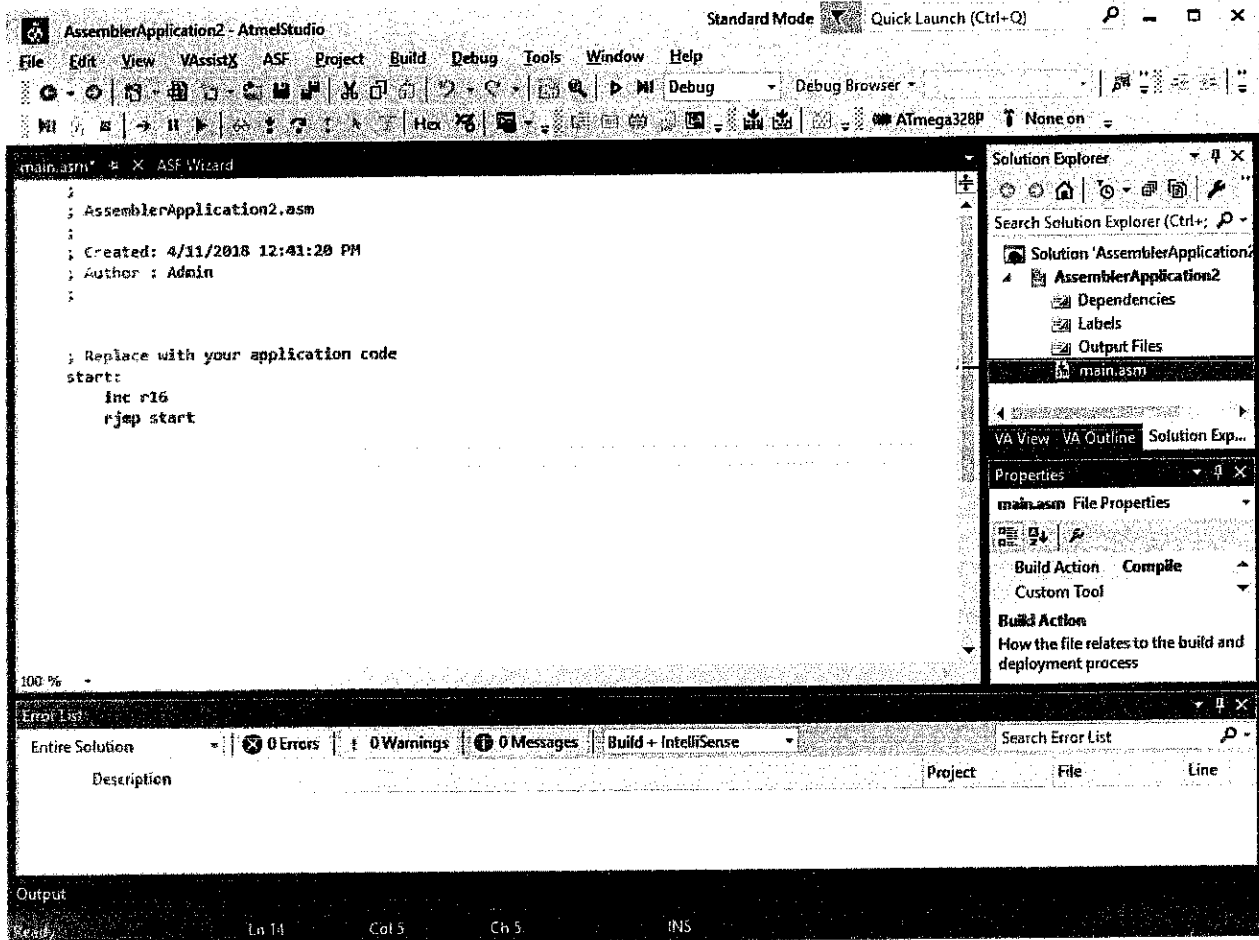 AssemblerApplication2 - AtmelStudio
Standard Mode
Quick Launch (Ctrl+Q)
File Edit View VAssistX ASF Project Build Debug Tools Window Help
Debug
Debug Browser
Hex
ATmega328P
None on
main.asm* ASF Wizard
;
; AssemblerApplication2.asm
;
; Created: 4/11/2018 12:41:20 PM
; Author : Admin
;
; Replace with your application code
start:
inc r16
rjmp start
100 %
Solution Explorer
Search Solution Explorer (Ctrl+;
Solution 'AssemblerApplication2
AssemblerApplication2
Dependencies
Labels
Output Files
main.asm
VA View VA Outline Solution Exp...
Properties
main.asm File Properties
Build Action Compile
Custom Tool
Build Action
How the file relates to the build and
deployment process
Error List
Entire Solution
0 Errors
0 Warnings
0 Messages
Build + IntelliSense
Search Error List
Description
Project
File
Line
Output
Ready
Ln 14
Col 5
Ch 5
INS